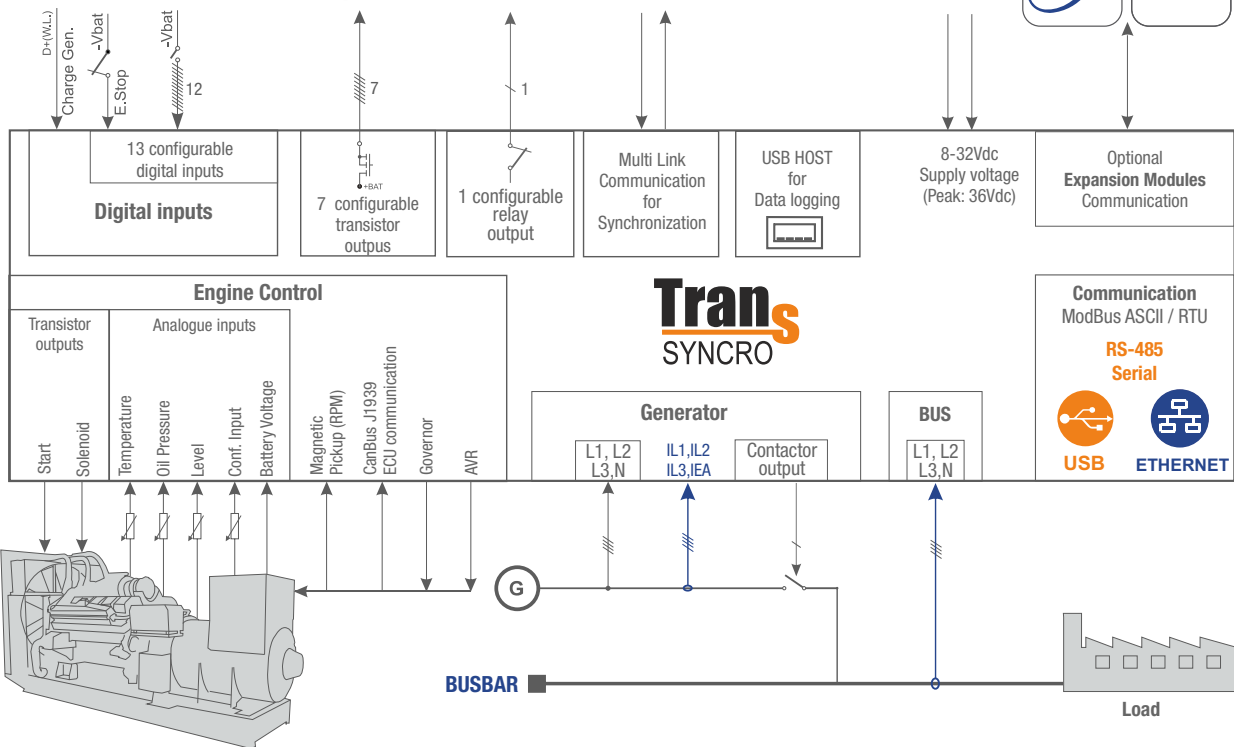 D+(W.L.)
Charge Gen.
-Vbat
E.Stop
-Vbat
12
7
1
13 configurable
digital inputs
Digital inputs
+BAT
7 configurable
transistor
outpus
1 configurable
relay
output
Multi Link
Communication
for
Synchronization
USB HOST
for
Data logging
8-32Vdc
Supply voltage
(Peak: 36Vdc)
Optional
Expansion Modules
Communication
Engine Control
Transistor
outputs
Analogue inputs
Start
Solenoid
Temperature
Oil Pressure
Level
Conf. Input
Battery Voltage
Magnetic
Pickup (RPM)
CanBus J1939
ECU communication
Governor
AVR
Trans
SYNCRO
Generator
L1, L2
L3,N
IL1,IL2
IL3,IEA
Contactor
output
BUS
L1, L2
L3,N
Communication
ModBus ASCII / RTU
RS-485
Serial
USB
ETHERNET
G
BUSBAR
Load